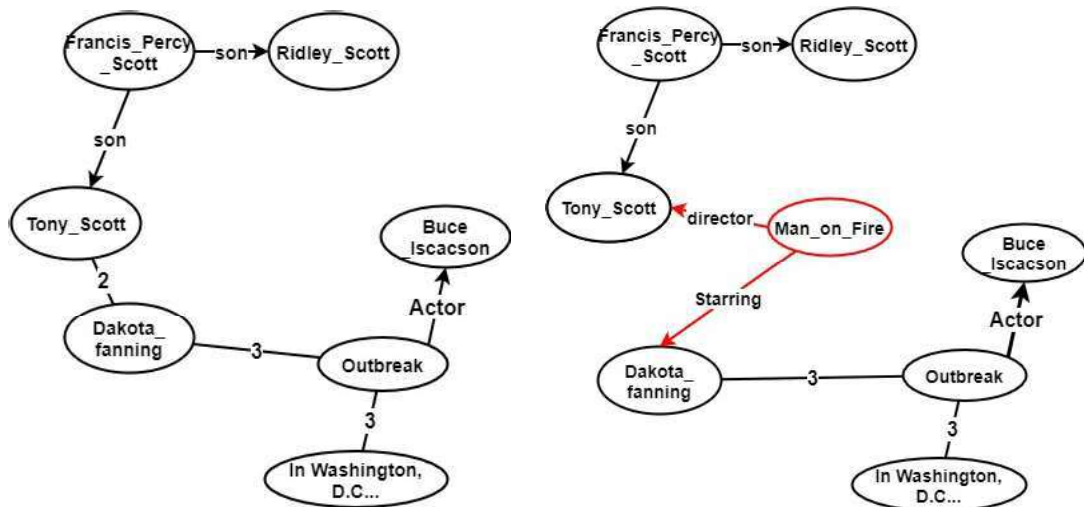 Francis_Percy
_Scott
son
Ridley_Scott
son
Tony_Scott
2
Dakota_
fanning
3
Outbreak
Actor
Buce
_Iscacson
3
In Washington,
D.C...
Francis_Percy
_Scott
son
Ridley_Scott
son
Tony_Scott
director
Man_on_Fire
Starring
Dakota_
fanning
3
Outbreak
Actor
Buce
_Iscacson
3
In Washington,
D.C...